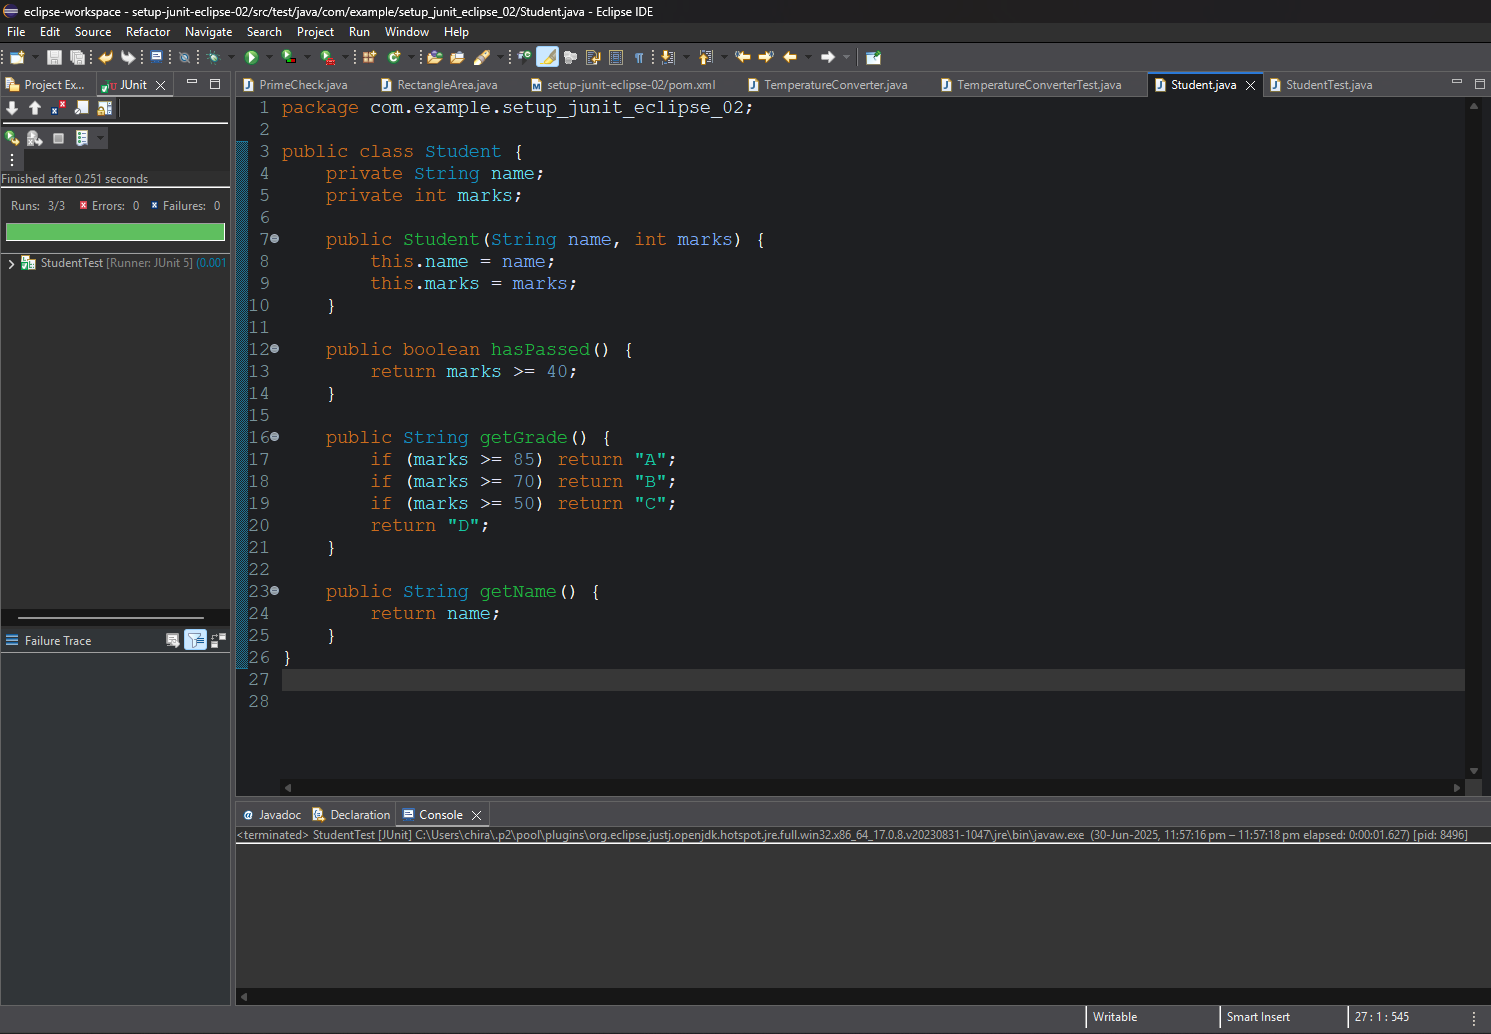 eclipse-workspace - setup-junit-eclipse-02/src/test/java/com/example/setup_junit_eclipse_02/Student.java - Eclipse IDE
File Edit Source Refactor Navigate Search Project Run Window Help
Project Ex... JUnit
Finished after 0.251 seconds
Runs: 3/3 Errors: 0 Failures: 0
StudentTest [Runner: JUnit 5] (0.001
Failure Trace
PrimeCheck.java RectangleArea.java setup-junit-eclipse-02/pom.xml TemperatureConverter.java TemperatureConverterTest.java Student.java StudentTest.java
1 package com.example.setup_junit_eclipse_02;
2
3 public class Student {
4 private String name;
5 private int marks;
6
7 public Student(String name, int marks) {
8 this.name = name;
9 this.marks = marks;
10 }
11
12 public boolean hasPassed() {
13 return marks >= 40;
14 }
15
16 public String getGrade() {
17 if (marks >= 85) return "A";
18 if (marks >= 70) return "B";
19 if (marks >= 50) return "C";
20 return "D";
21 }
22
23 public String getName() {
24 return name;
25 }
26 }
27
28
Javadoc Declaration Console
<terminated> StudentTest [JUnit] C:\Users\chira\.p2\pool\plugins\org.eclipse.justj.openjdk.hotspot.jre.full.win32.x86_64_17.0.8.v20230831-1047\jre\bin\javaw.exe (30-Jun-2025, 11:57:16 pm – 11:57:18 pm elapsed: 0:00:01.627) [pid: 8496]
Writable Smart Insert 27 : 1 : 545